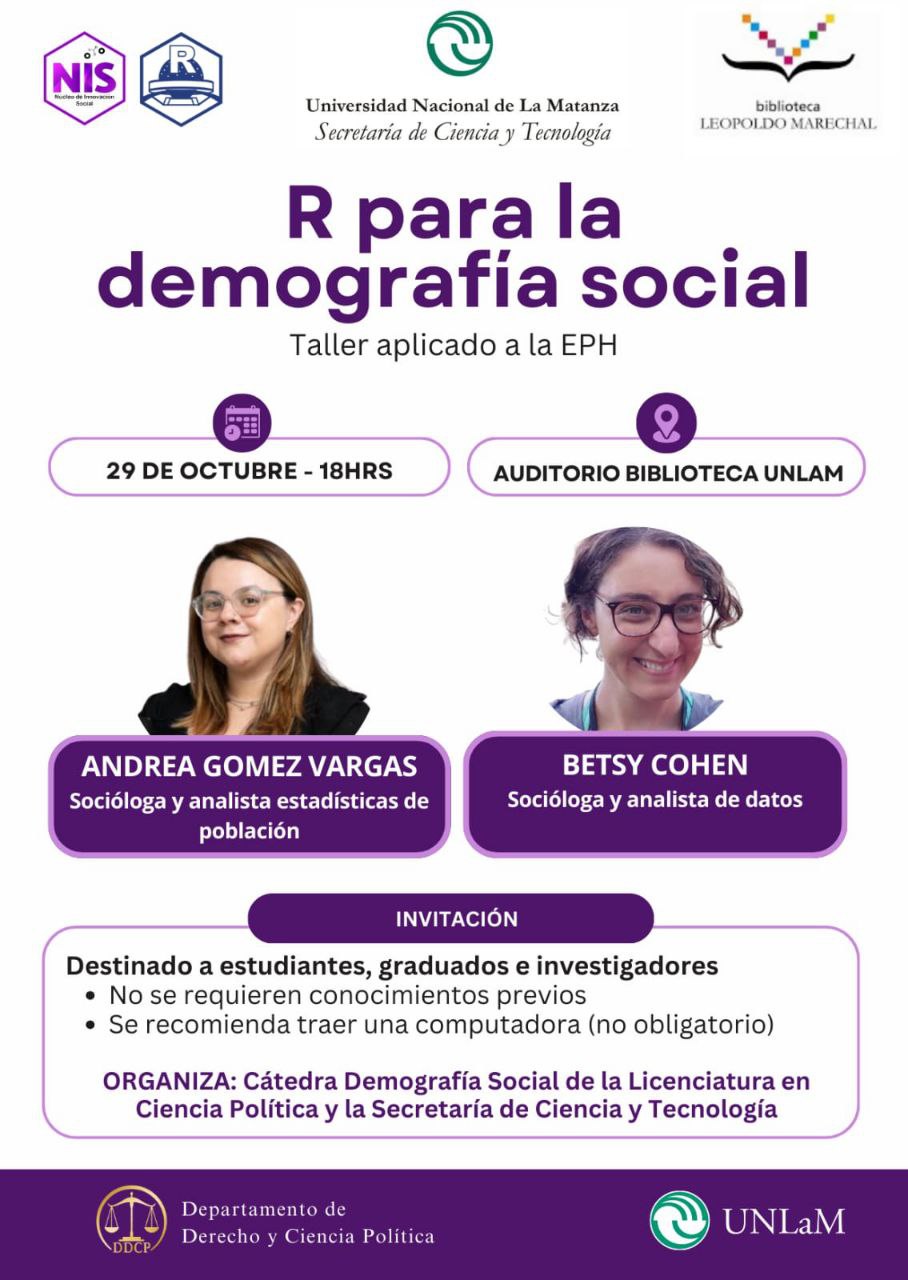 NIS
Núcleo de Innovación
Social
R
Universidad Nacional de La Matanza
Secretaría de Ciencia y Tecnología
biblioteca
LEOPOLDO MARECHAL
R para la
demografía social
Taller aplicado a la EPH
29 DE OCTUBRE - 18HRS
AUDITORIO BIBLIOTECA UNLAM
ANDREA GOMEZ VARGAS
Socióloga y analista estadísticas de
población
BETSY COHEN
Socióloga y analista de datos
INVITACIÓN
Destinado a estudiantes, graduados e investigadores
• No se requieren conocimientos previos
• Se recomienda traer una computadora (no obligatorio)
ORGANIZA: Cátedra Demografía Social de la Licenciatura en
Ciencia Política y la Secretaría de Ciencia y Tecnología
DDCP
Departamento de
Derecho y Ciencia Política
UNLaM